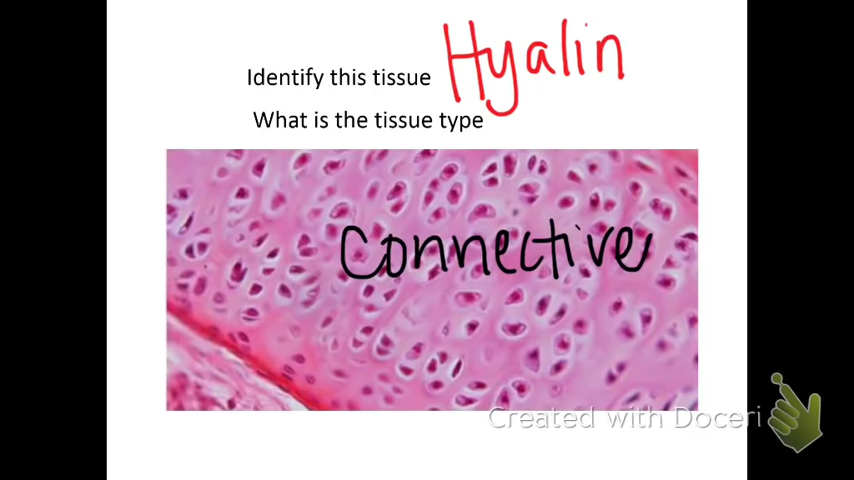 Identify this tissue Hyalin
What is the tissue type
Connective
Created with Doceri